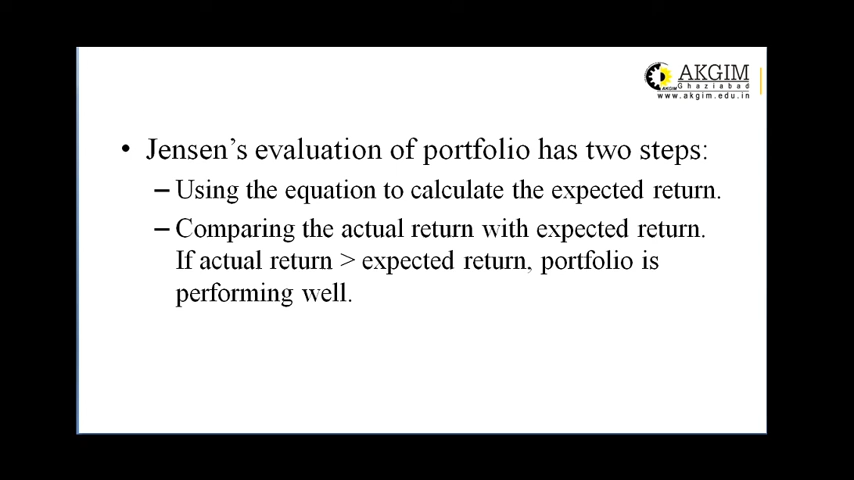 AKGIM
AKGIM
Ghaziabad
www.akgim.edu.in
• Jensen's evaluation of portfolio has two steps:
– Using the equation to calculate the expected return.
– Comparing the actual return with expected return.
If actual return > expected return, portfolio is
performing well.